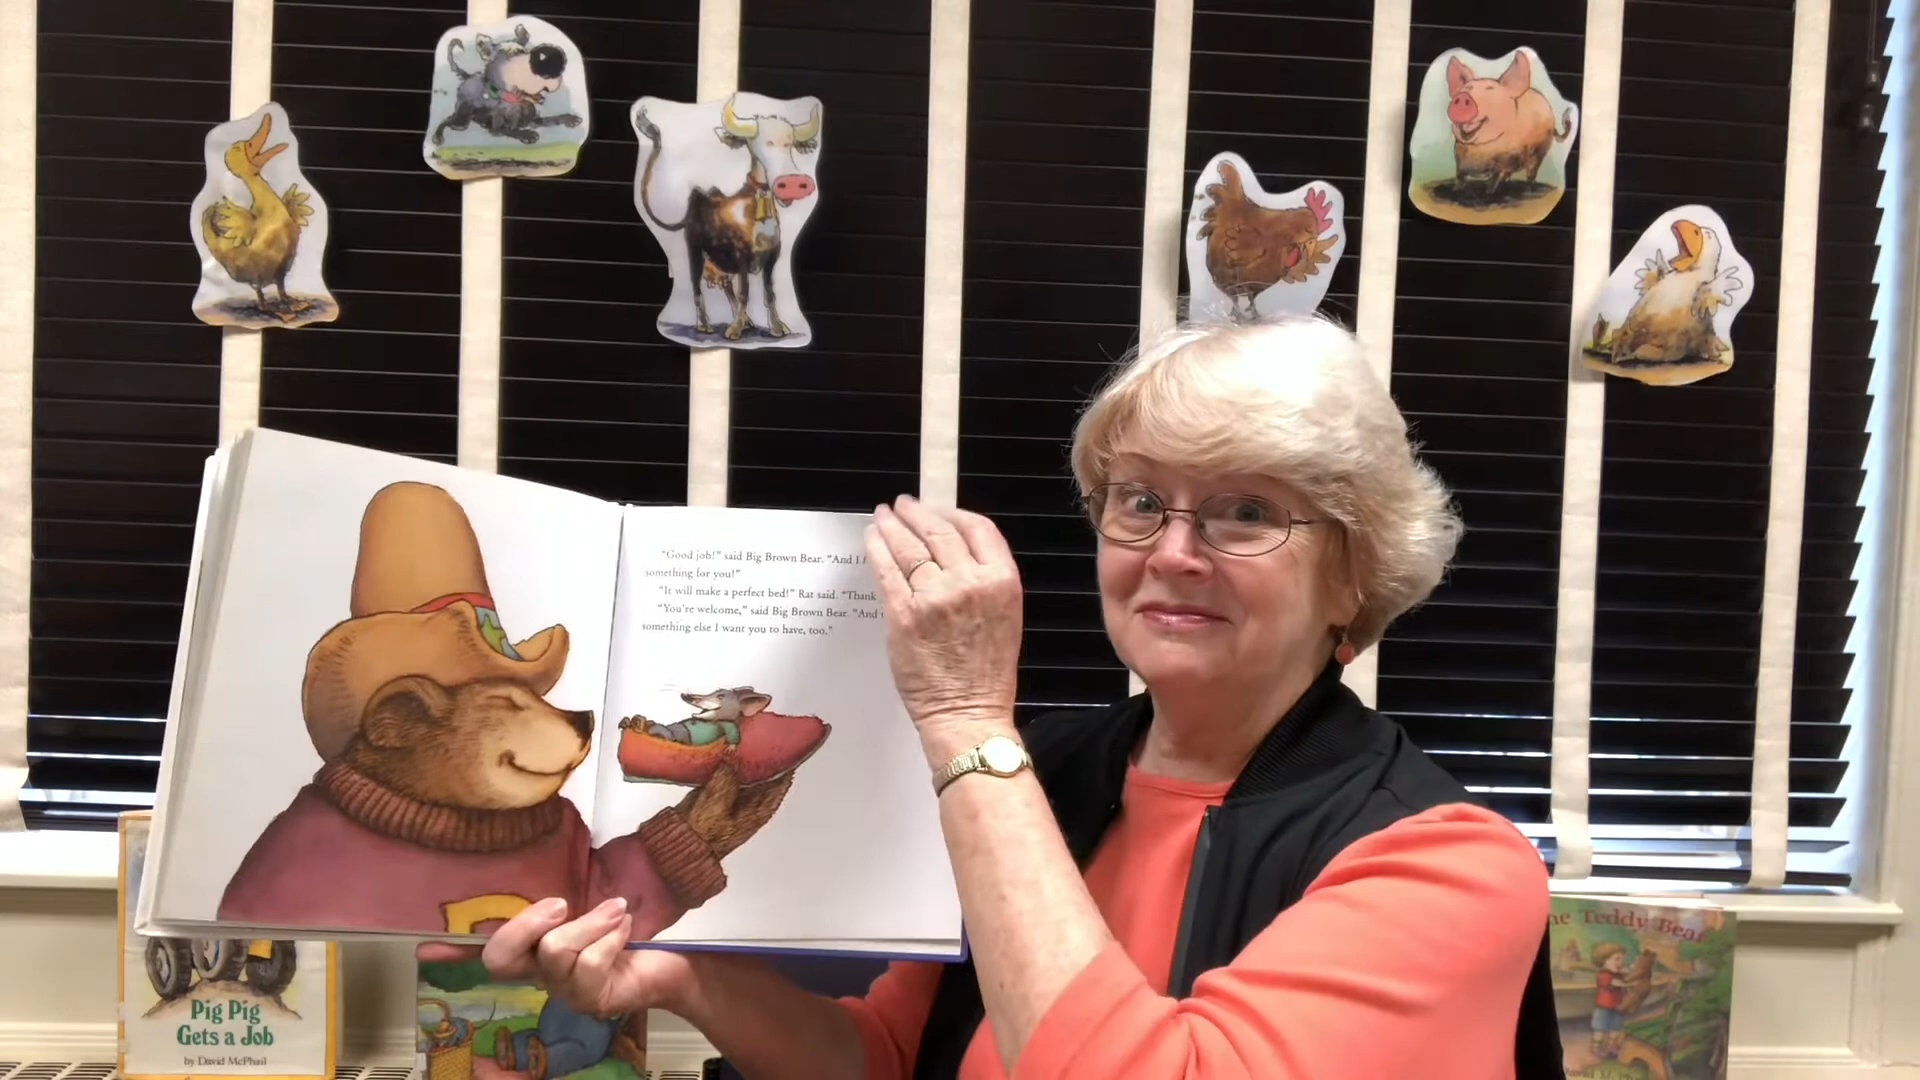 "Good job!" said Big Brown Bear. "And I
something for you!"
"It will make a perfect bed!" Rat said. "Thank
"You're welcome," said Big Brown Bear. "And
something else I want you to have, too."
Pig Pig
Gets a Job
by David McPhail
Teddy Bear
David